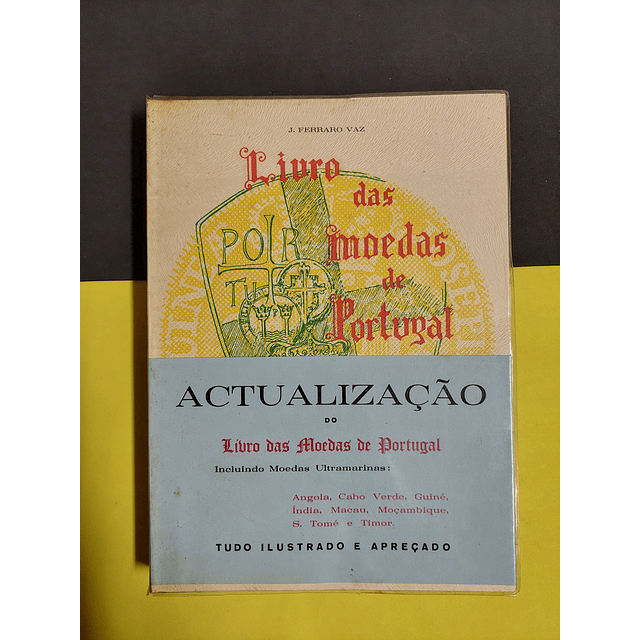 J. FERRARO VAZ
Livro
das
moedas
de
Portugal
POR
TU
ACTUALIZAÇÃO
DO
Livro das Moedas de Portugal
Incluindo Moedas Ultramarinas:
Angola, Cabo Verde, Guiné,
Índia, Macau, Moçambique,
S. Tomé e Timor
TUDO ILUSTRADO E APREÇADO